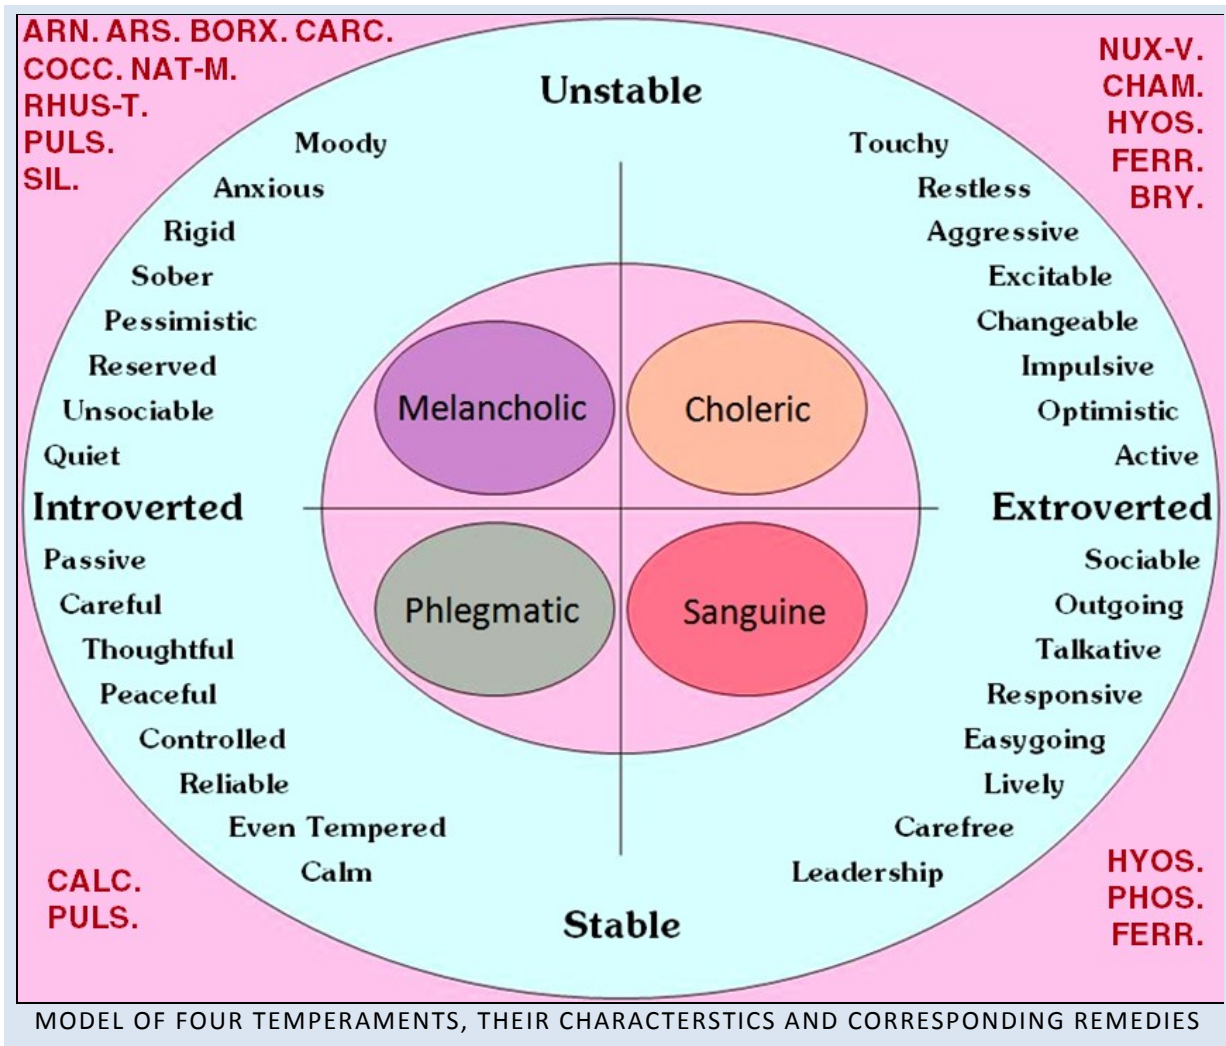 ARN. ARS. BORX. CARC.
COCC. NAT-M.
RHUS-T.
PULS.
SIL.
NUX-V.
CHAM.
HYOS.
FERR.
BRY.
Unstable
Moody
Anxious
Rigid
Sober
Pessimistic
Reserved
Unsociable
Quiet
Touchy
Restless
Aggressive
Excitable
Changeable
Impulsive
Optimistic
Active
Melancholic
Choleric
Introverted
Extroverted
Phlegmatic
Sanguine
Passive
Careful
Thoughtful
Peaceful
Controlled
Reliable
Even Tempered
Calm
Sociable
Outgoing
Talkative
Responsive
Easygoing
Lively
Carefree
Leadership
Stable
CALC.
PULS.
HYOS.
PHOS.
FERR.
MODEL OF FOUR TEMPERAMENTS, THEIR CHARACTERSTICS AND CORRESPONDING REMEDIES